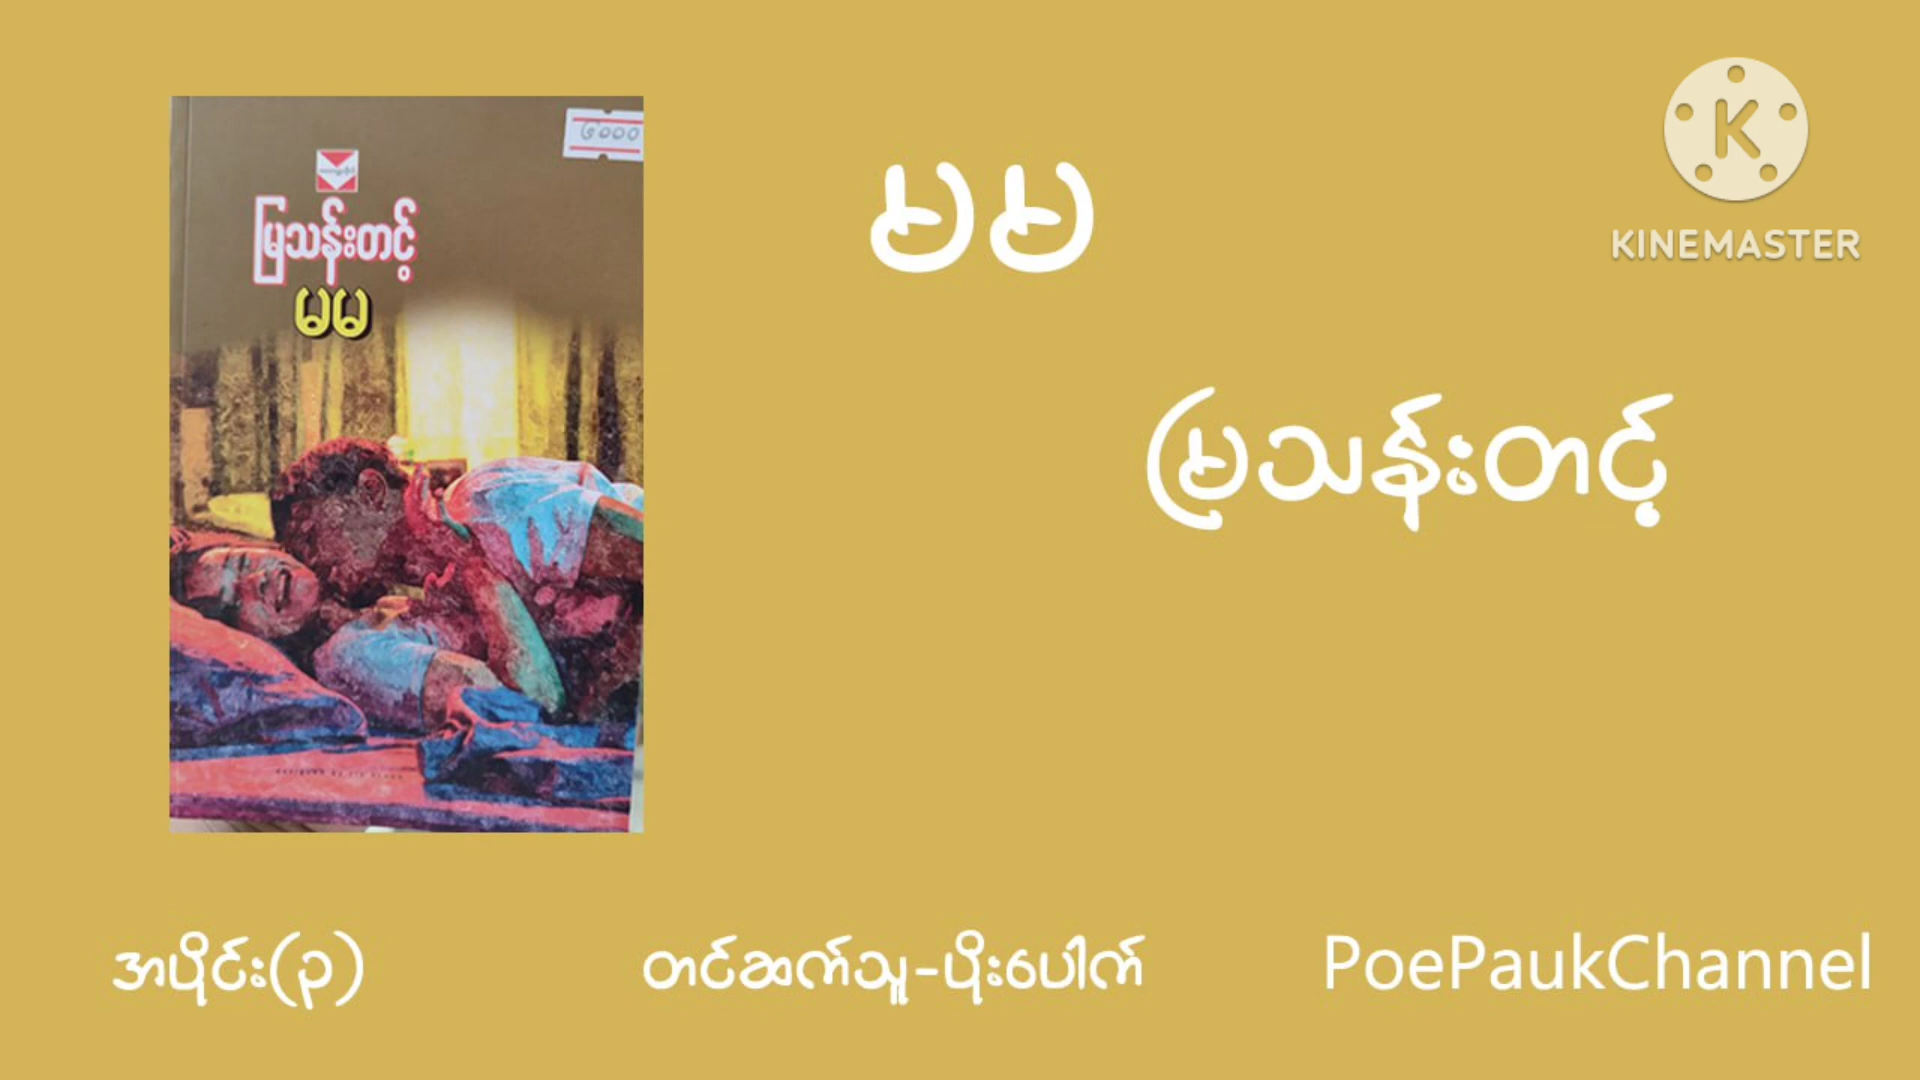 ၆၀၀၀
မြသန်းတင့်
မမ
မမ
မြသန်းတင့်
K
KINEMASTER
အပိုင်း(၃)
တင်ဆက်သူ-ပိုးပေါက်
PoePaukChannel